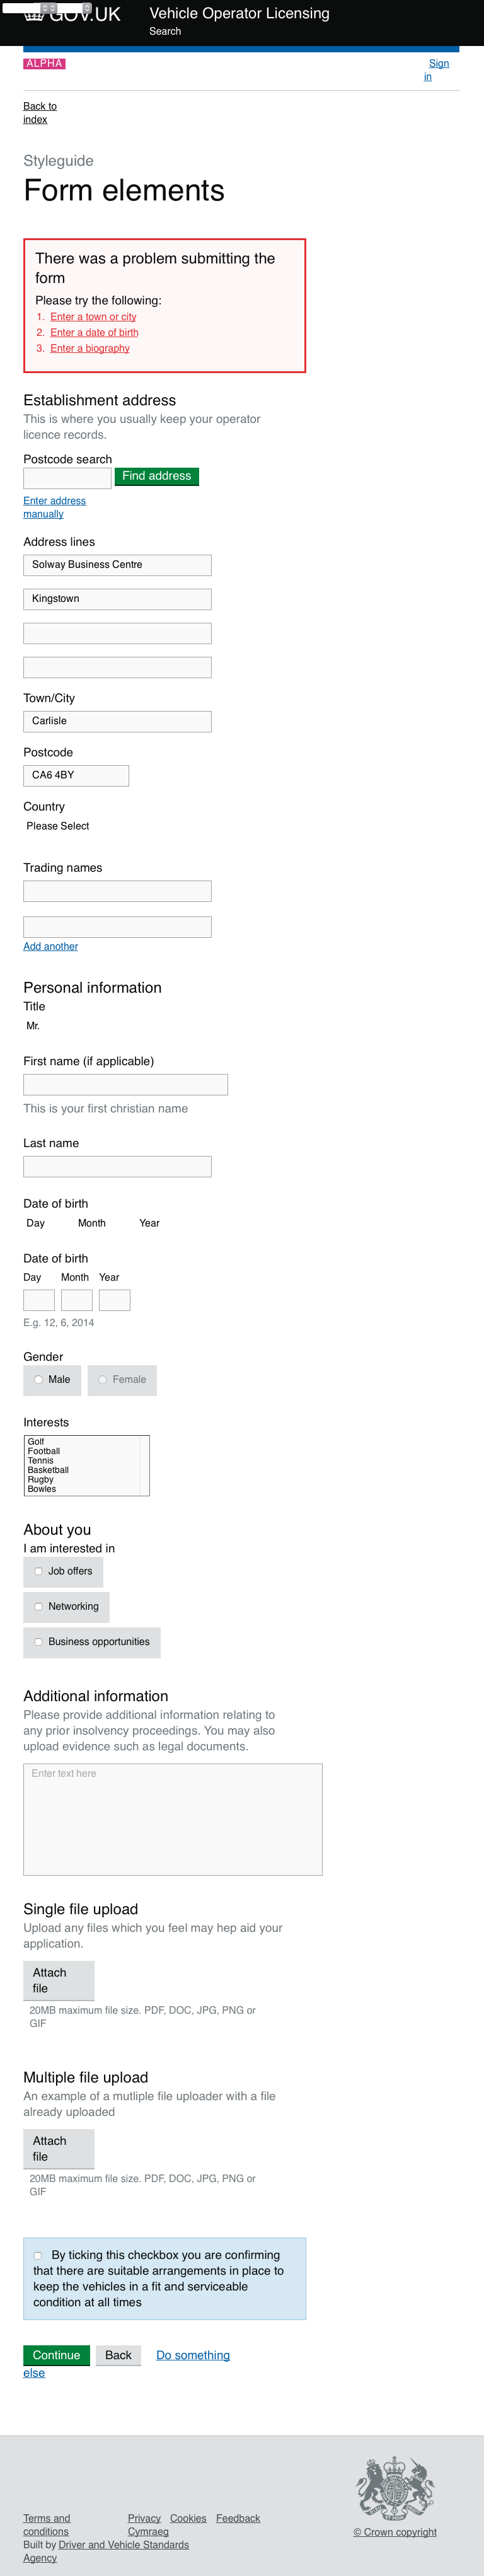 GOV.UK
Vehicle Operator Licensing
Search
ALPHA
Sign
in
Back to
index
Styleguide
Form elements
There was a problem submitting the
form
Please try the following:
1. Enter a town or city
2. Enter a date of birth
3. Enter a biography
Establishment address
This is where you usually keep your operator
licence records.
Postcode search
Find address
Enter address
manually
Address lines
Solway Business Centre
Kingstown
Town/City
Carlisle
Postcode
CA6 4BY
Country
Please Select
Trading names
Add another
Personal information
Title
Mr.
First name (if applicable)
This is your first christian name
Last name
Date of birth
Day Month Year
Date of birth
Day Month Year
E.g. 12, 6, 2014
Gender
Male Female
Interests
Golf
Football
Tennis
Basketball
Rugby
Bowles
About you
I am interested in
Job offers
Networking
Business opportunities
Additional information
Please provide additional information relating to
any prior insolvency proceedings. You may also
upload evidence such as legal documents.
Enter text here
Single file upload
Upload any files which you feel may hep aid your
application.
Attach
file
20MB maximum file size. PDF, DOC, JPG, PNG or
GIF
Multiple file upload
An example of a mutliple file uploader with a file
already uploaded
Attach
file
20MB maximum file size. PDF, DOC, JPG, PNG or
GIF
By ticking this checkbox you are confirming
that there are suitable arrangements in place to
keep the vehicles in a fit and serviceable
condition at all times
Continue Back Do something
else
Terms and
conditions
Privacy Cookies Feedback
Cymraeg
Built by Driver and Vehicle Standards
Agency
© Crown copyright